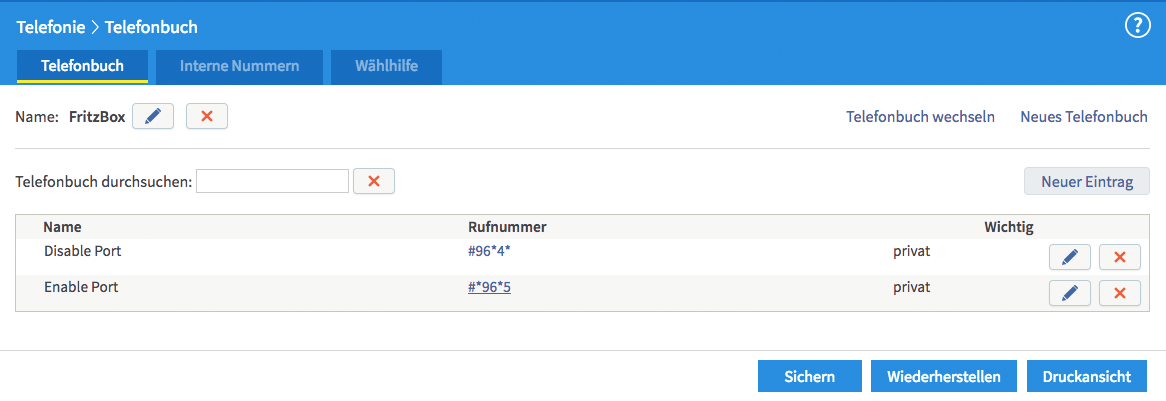 Telefonie > Telefonbuch
?
Telefonbuch Interne Nummern Wählhilfe
Name: FritzBox Telefonbuch wechseln Neues Telefonbuch
Telefonbuch durchsuchen: Neuer Eintrag
Name Rufnummer Wichtig
Disable Port #96*4* privat
Enable Port #*96*5 privat
Sichern Wiederherstellen Druckansicht